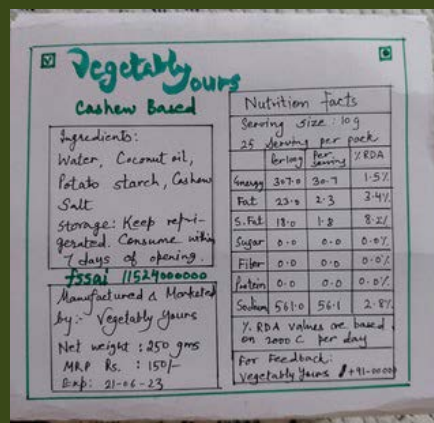 Vegetably
yours
Cashew Based
Ingredients:
Water, Coconut oil,
Potato starch, Cashew
Salt
Storage: Keep refri-
gerated. Consume within
7 days of opening.
fssai 11524000000
Manufactured & Marketed
by:- Vegetably Yours
Net weight : 250 gms
MRP Rs. : 150/-
Exp: 21-06-23
Nutrition facts
Serving size : 10g
25 Serving per pack
Per 100g Per Serving % RDA
Energy 307.0 30.7 1.5%
Fat 23.0 2.3 3.4%
S.Fat 18.0 1.8 8.2%
Sugar 0.0 0.0 0.0%
Fiber 0.0 0.0 0.0%
Protein 0.0 0.0 0.0%
Sodium 561.0 56.1 2.8%
% RDA values are based
on 2000 C per day
For Feedback:
Vegetably Yours +91-0000